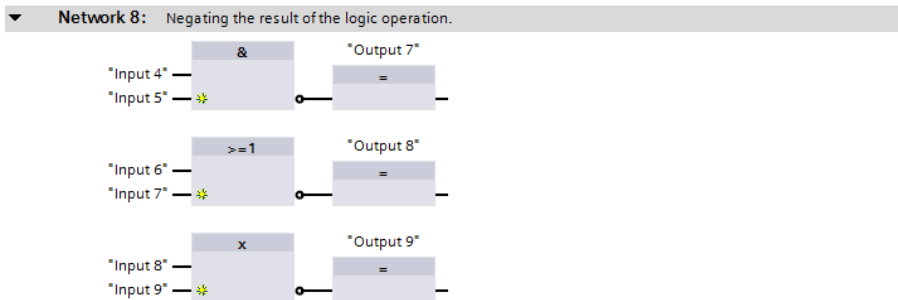 Network 8: Negating the result of the logic operation.
& "Output 7"
"Input 4" =
"Input 5"
>=1 "Output 8"
"Input 6" =
"Input 7"
x "Output 9"
"Input 8" =
"Input 9"